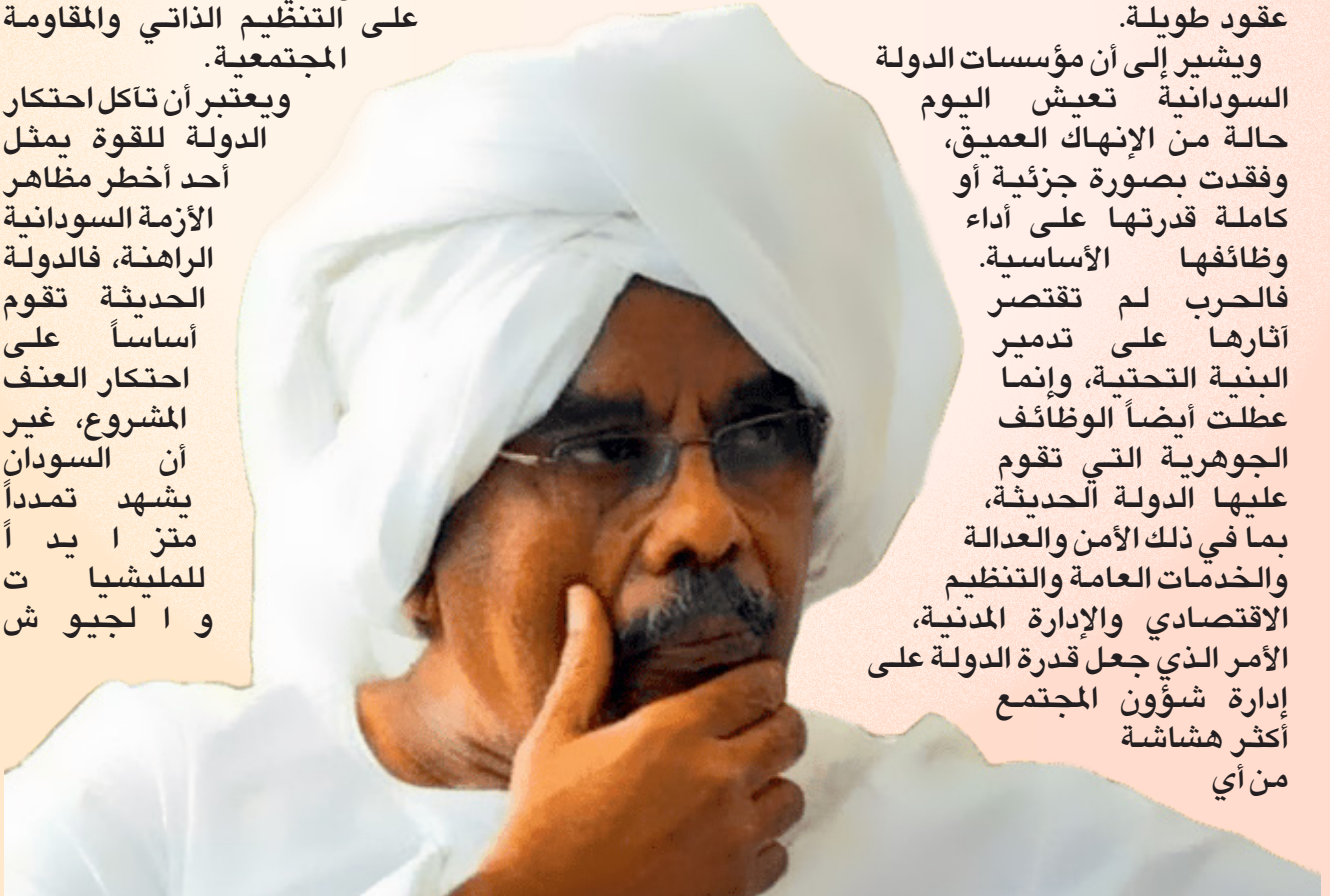 عقود طويلة.
ويشير إلى أن مؤسسات الدولة
السودانية تعيش اليوم
حالة من الإنهاك العميق،
وفقدت بصورة جزئية أو
كاملة قدرتها على أداء
وظائفها الأساسية.
فالحرب لم تقتصر
آثارها على تدمير
البنية التحتية، وإنما
عطلت أيضاً الوظائف
الجوهرية التي تقوم
عليها الدولة الحديثة،
بما في ذلك الأمن والعدالة
والخدمات العامة والتنظيم
الاقتصادي والإدارة المدنية،
الأمر الذي جعل قدرة الدولة على
إدارة شؤون المجتمع
أكثر هشاشة
من أي
على التنظيم الذاتي والمقاومة
المجتمعية.
ويعتبر أن تآكل احتكار
الدولة للقوة يمثل
أحد أخطر مظاهر
الأزمة السودانية
الراهنة، فالدولة
الحديثة تقوم
أساساً على
احتكار العنف
المشروع، غير
أن السودان
يشهد تمدداً
متز ا يد اً
للمليشيا ت
و ا لجيو ش